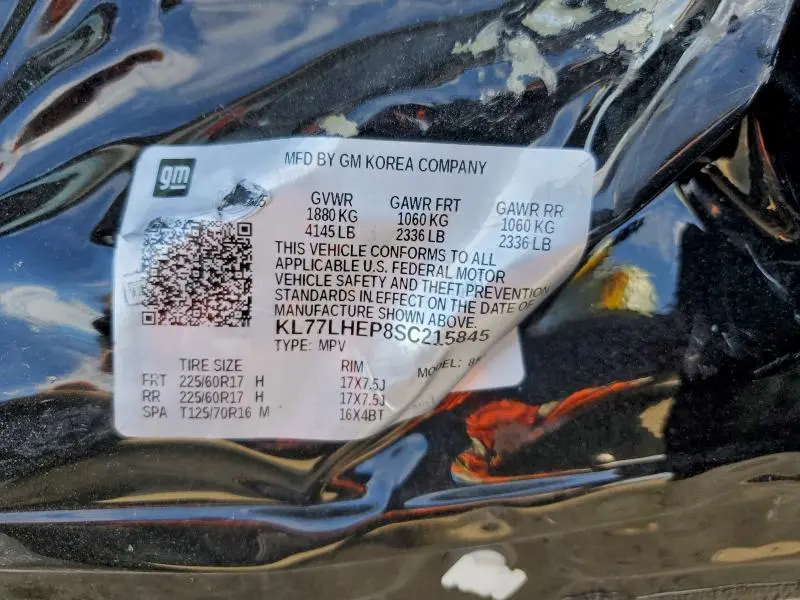 gm
MFD BY GM KOREA COMPANY
GVWR GAWR FRT GAWR RR
1880 KG 1060 KG 1060 KG
4145 LB 2336 LB 2336 LB
THIS VEHICLE CONFORMS TO ALL
APPLICABLE U.S. FEDERAL MOTOR
VEHICLE SAFETY AND THEFT PREVENTION
STANDARDS IN EFFECT ON THE DATE OF
MANUFACTURE SHOWN ABOVE.
KL77LHEP8SC215845
TYPE: MPV MODEL:
TIRE SIZE RIM
FRT 225/60R17 H 17X7.5J
RR 225/60R17 H 17X7.5J
SPA T125/70R16 M 16X4BT